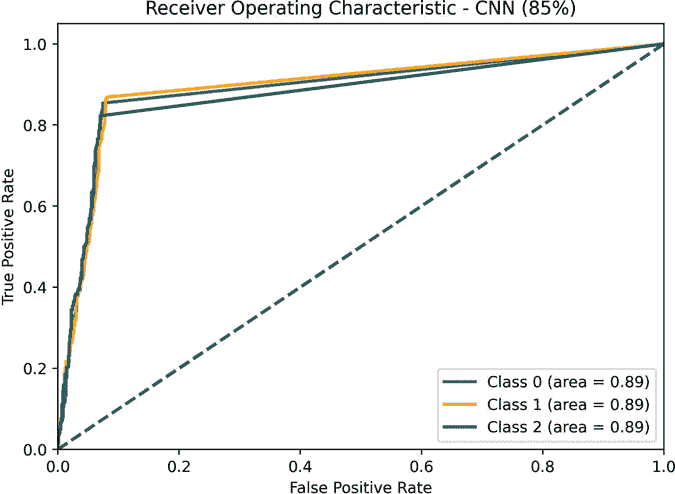 Receiver Operating Characteristic - CNN (85%)
True Positive Rate
1.0
0.8
0.6
0.4
0.2
0.0
Class 0 (area = 0.89)
Class 1 (area = 0.89)
Class 2 (area = 0.89)
0.0 0.2 0.4 0.6 0.8 1.0
False Positive Rate